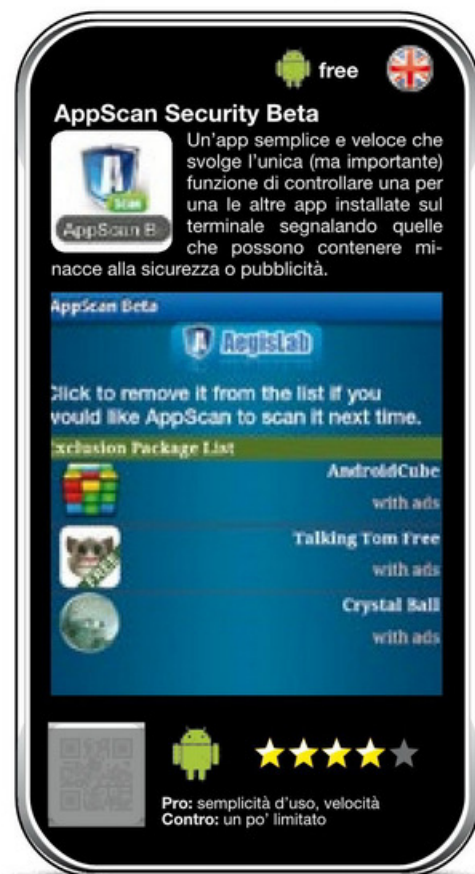 free
AppScan Security Beta
Un'app semplice e veloce che
svolge l'unica (ma importante)
funzione di controllare una per
una le altre app installate sul
terminale segnalando quelle
che possono contenere mi-
nacce alla sicurezza o pubblicità.
SCAN
AppScan B
AppScan Beta
AegisLab
Click to remove it from the list if you
would like AppScan to scan it next time.
Exclusion Package List
AndroidCube
with ads
Talking Tom Free
with ads
FREE
Crystal Ball
with ads
Pro: semplicità d'uso, velocità
Contro: un po' limitato